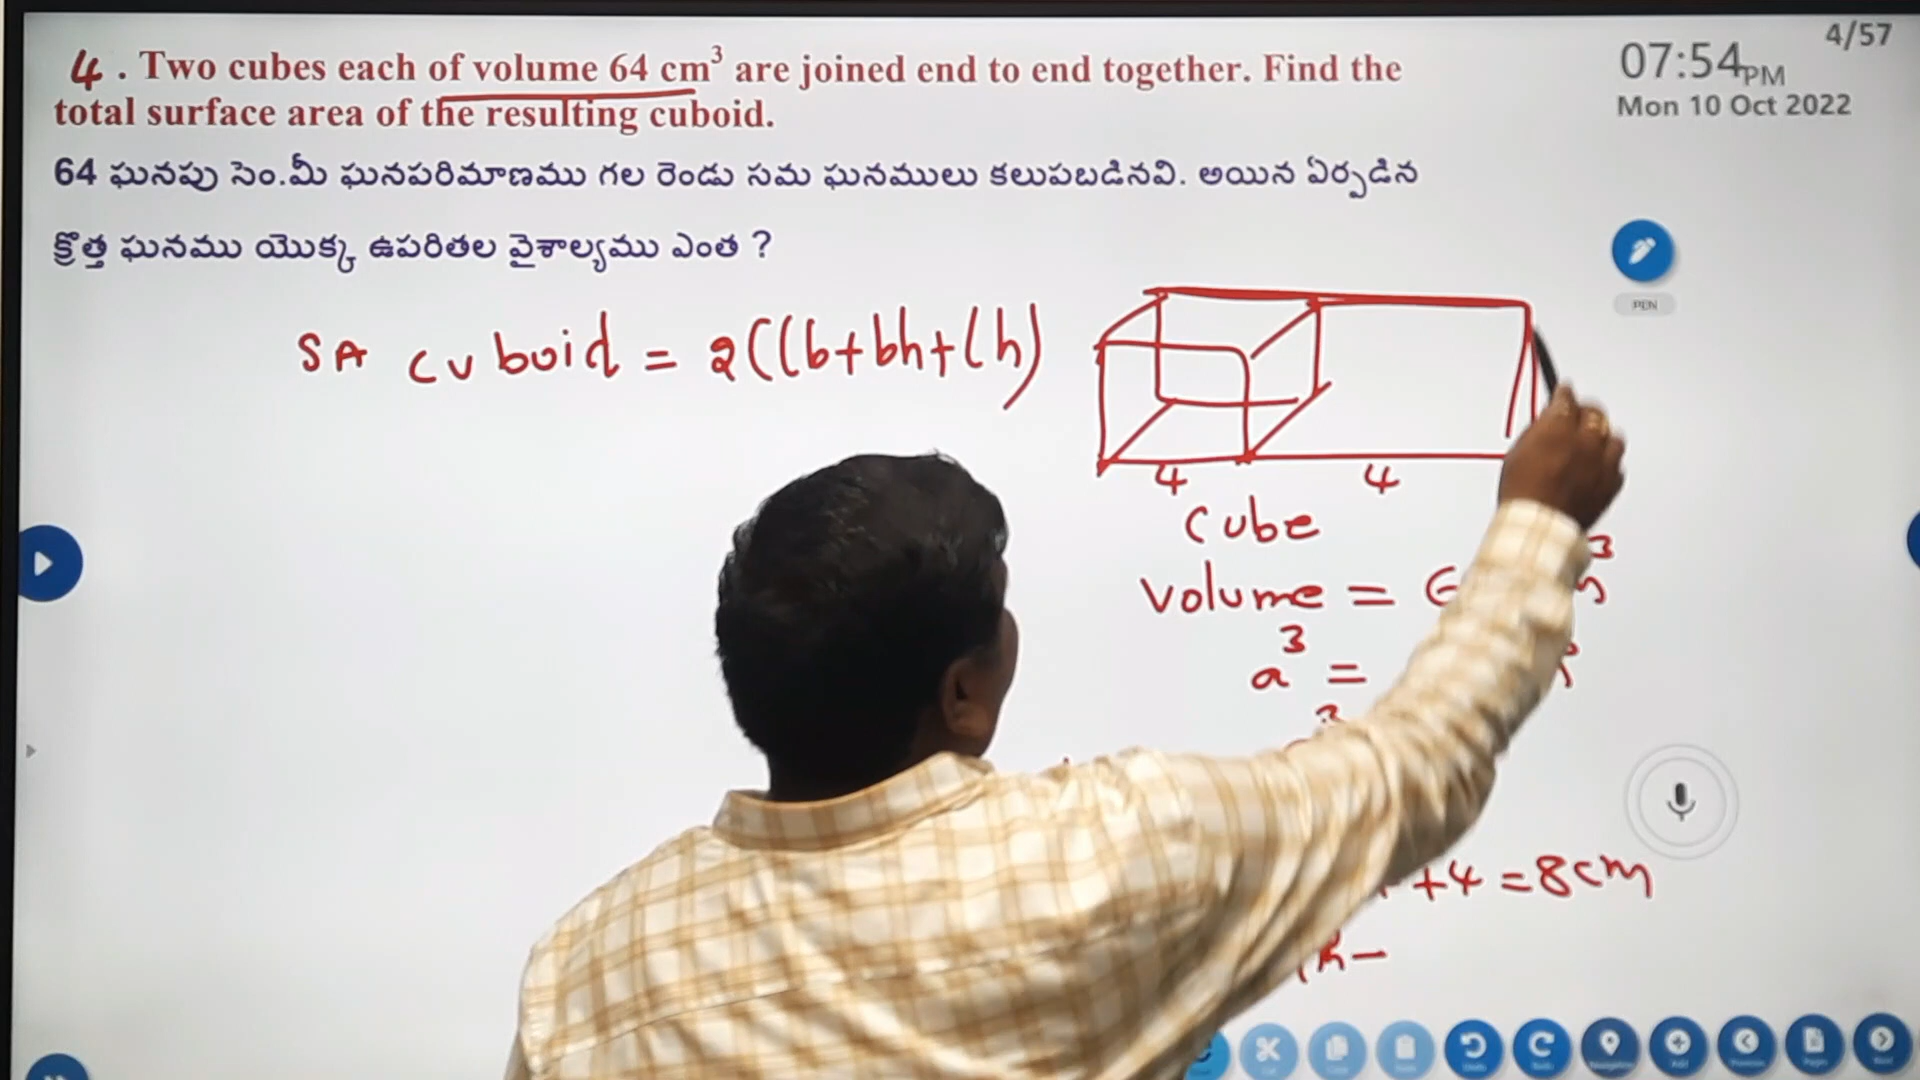 4 . Two cubes each of volume 64 cm³ are joined end to end together. Find the
total surface area of the resulting cuboid.
64 ఘనపు సెం.మీ ఘనపరిమాణము గల రెండు సమ ఘనములు కలుపబడినవి. అయిన ఏర్పడిన
క్రొత్త ఘనము యొక్క ఉపరితల వైశాల్యము ఎంత ?
07:54PM
Mon 10 Oct 2022
4/57
PEN
SA cuboid = 2(lb+bh+lh)
4 4
cube
volume =
a³ =
+4 =8cm